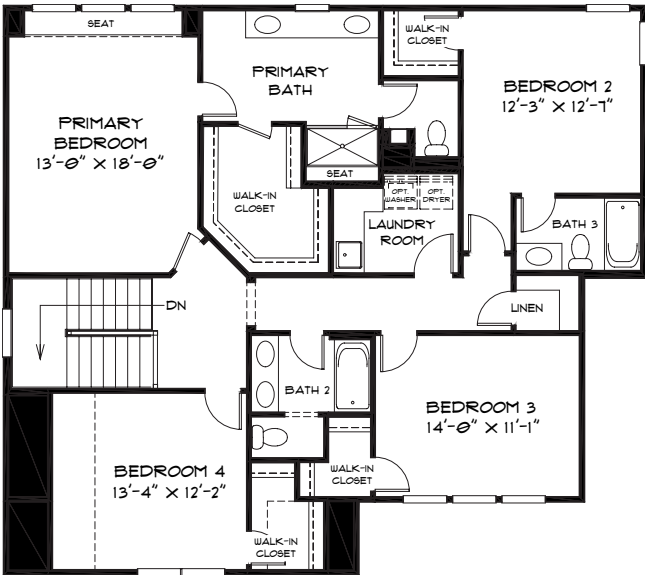 SEAT
WALK-IN
CLOSET
PRIMARY
BATH
BEDROOM 2
12'-3" X 12'-7"
PRIMARY
BEDROOM
13'-0" X 18'-0"
SEAT
WALK-IN
CLOSET
OPT.
WASHER
OPT.
DRYER
LAUNDRY
ROOM
BATH 3
DN
LINEN
BATH 2
BEDROOM 3
14'-0" X 11'-1"
BEDROOM 4
13'-4" X 12'-2"
WALK-IN
CLOSET
WALK-IN
CLOSET